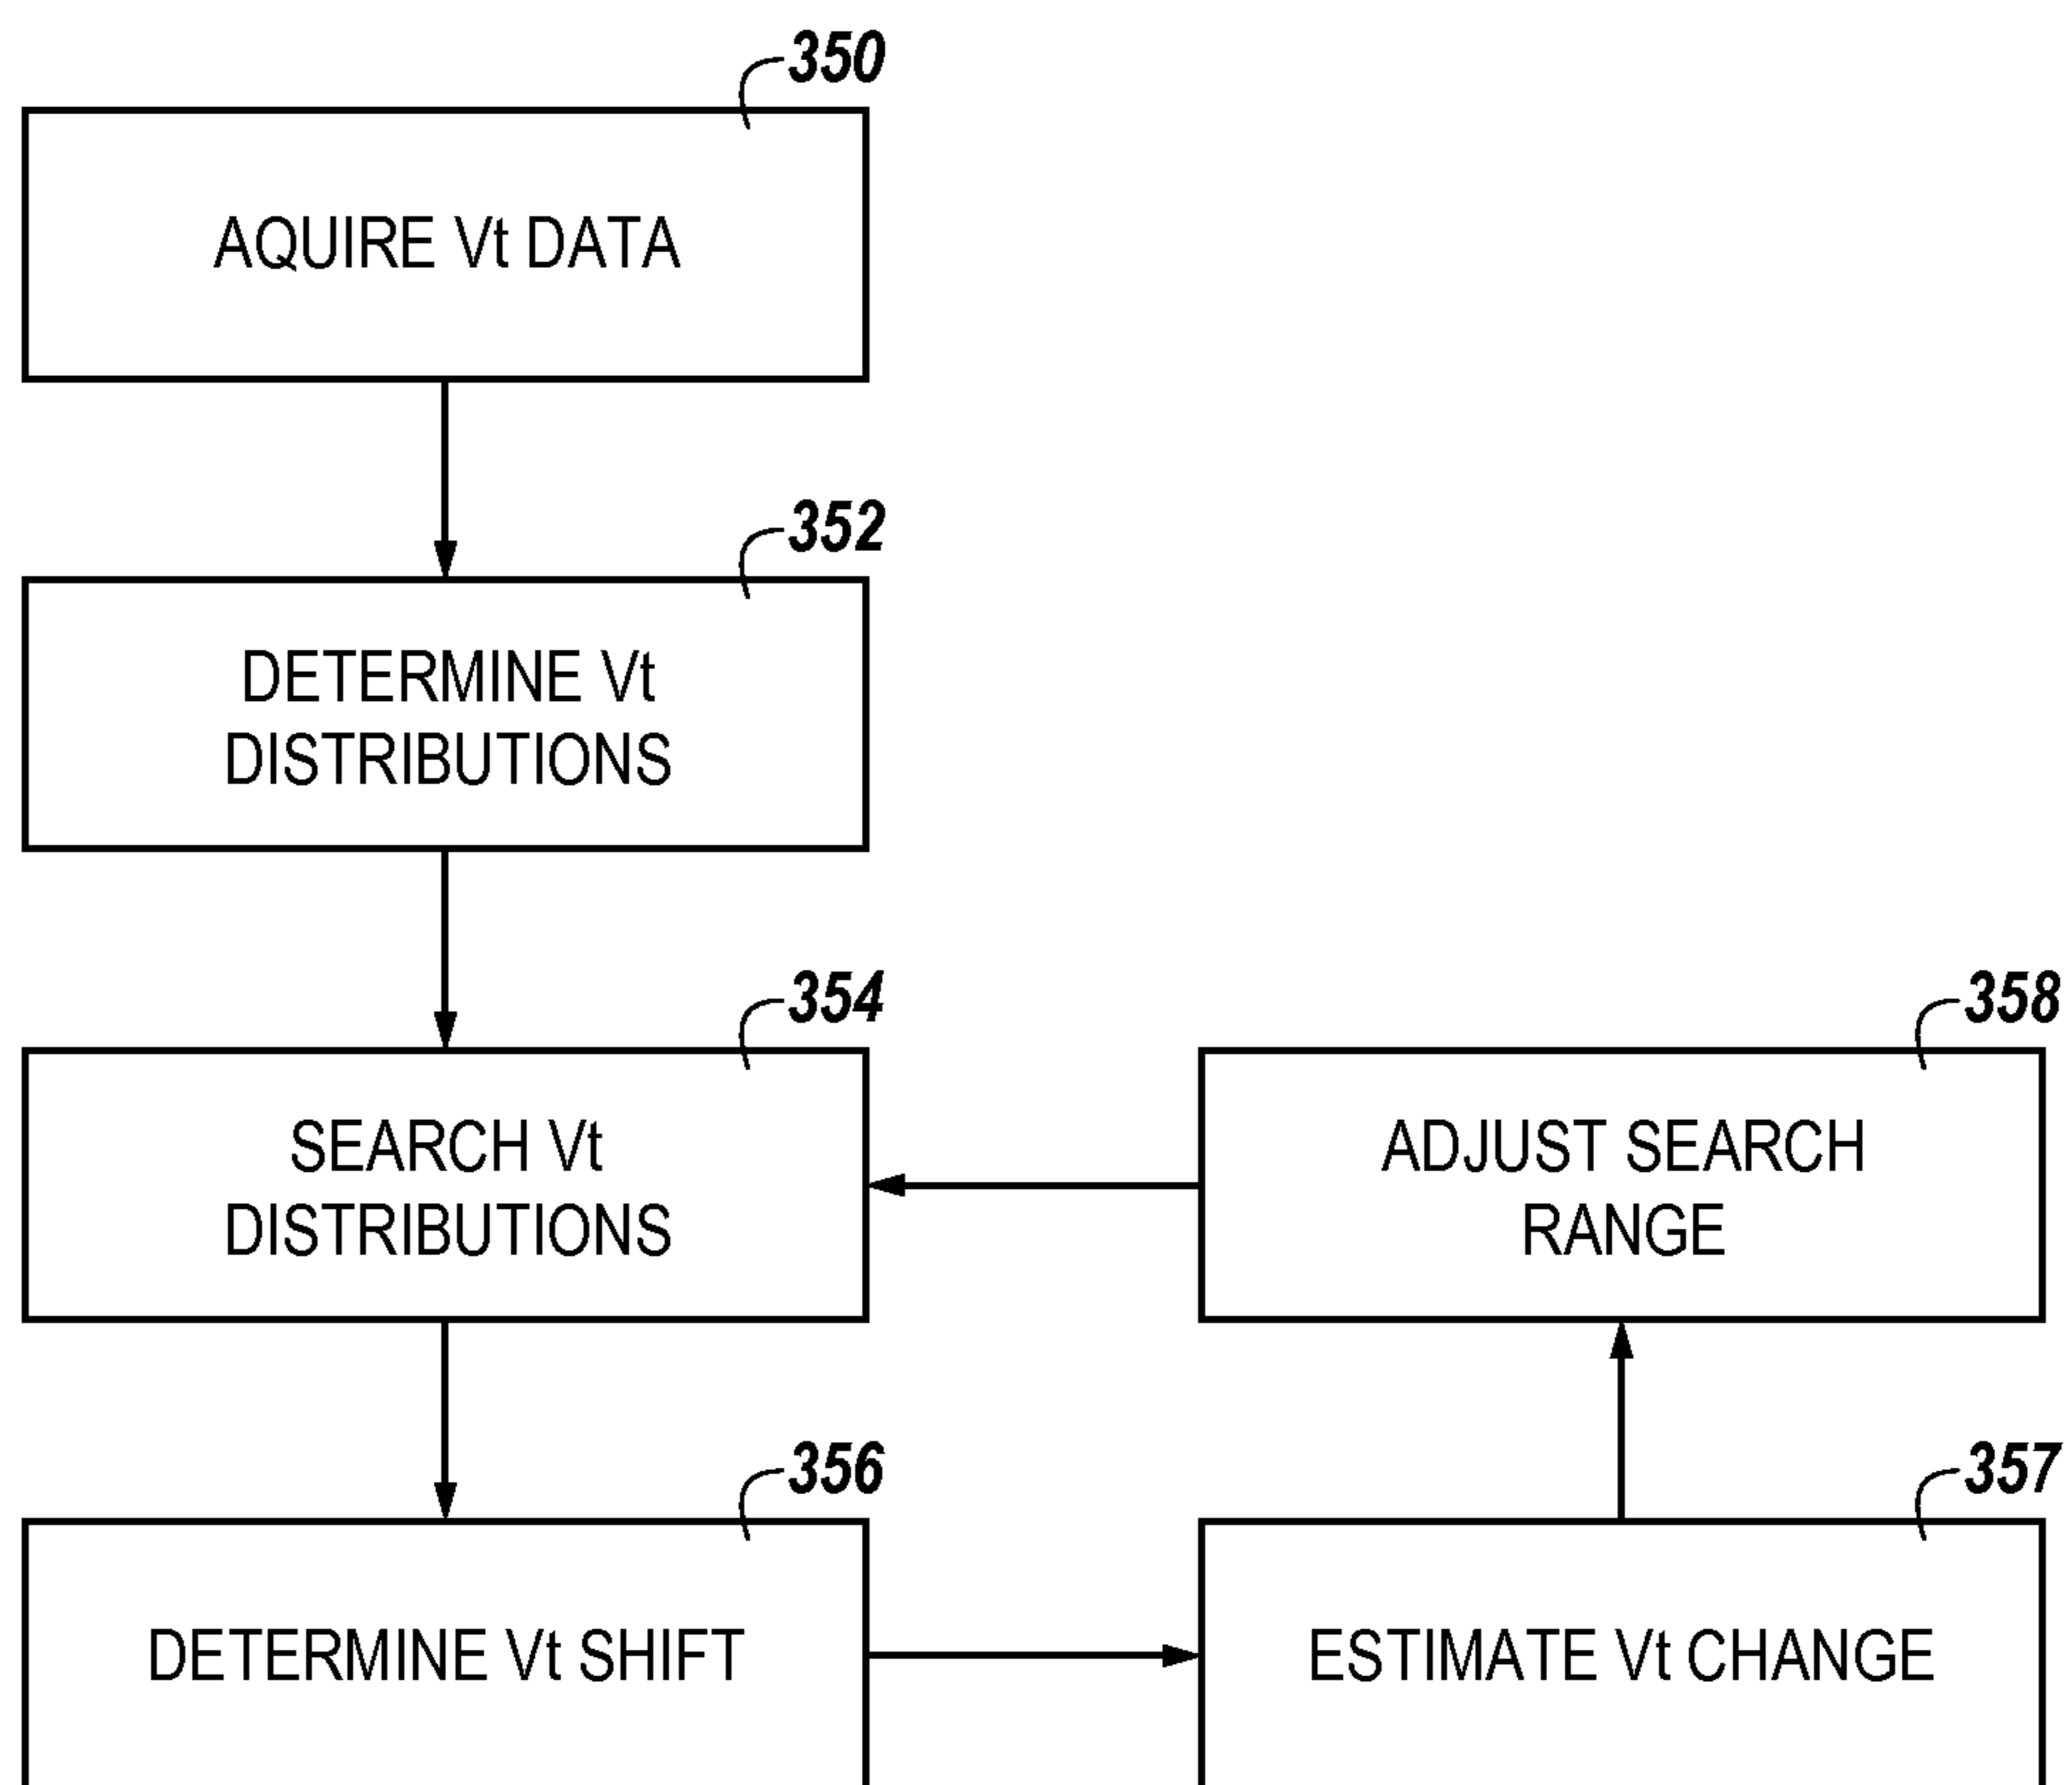 350
AQUIRE Vt DATA
352
DETERMINE Vt
DISTRIBUTIONS
354
SEARCH Vt
DISTRIBUTIONS
358
ADJUST SEARCH
RANGE
356
DETERMINE Vt SHIFT
357
ESTIMATE Vt CHANGE